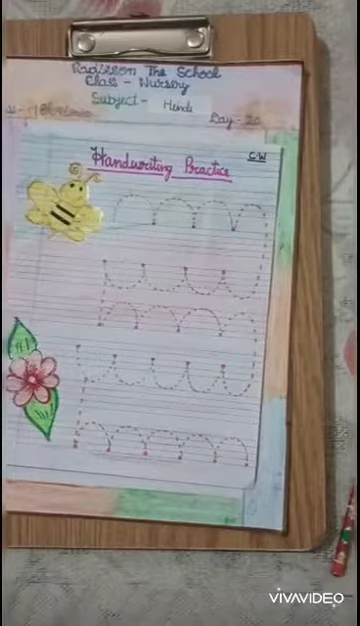 Radisson The School
Class - Nursery
Subject - Hindi
Day - 20
C.W
Handwriting Practice
VIVAVIDEO